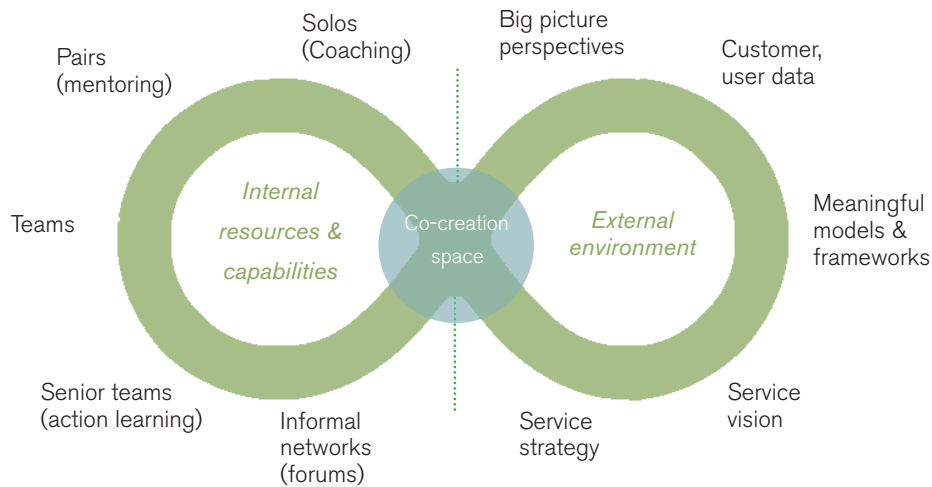 Solos
(Coaching)
Big picture
perspectives
Pairs
(mentoring)
Customer,
user data
Teams
Internal
resources &
capabilities
Co-creation
space
External
environment
Meaningful
models &
frameworks
Senior teams
(action learning)
Informal
networks
(forums)
Service
strategy
Service
vision